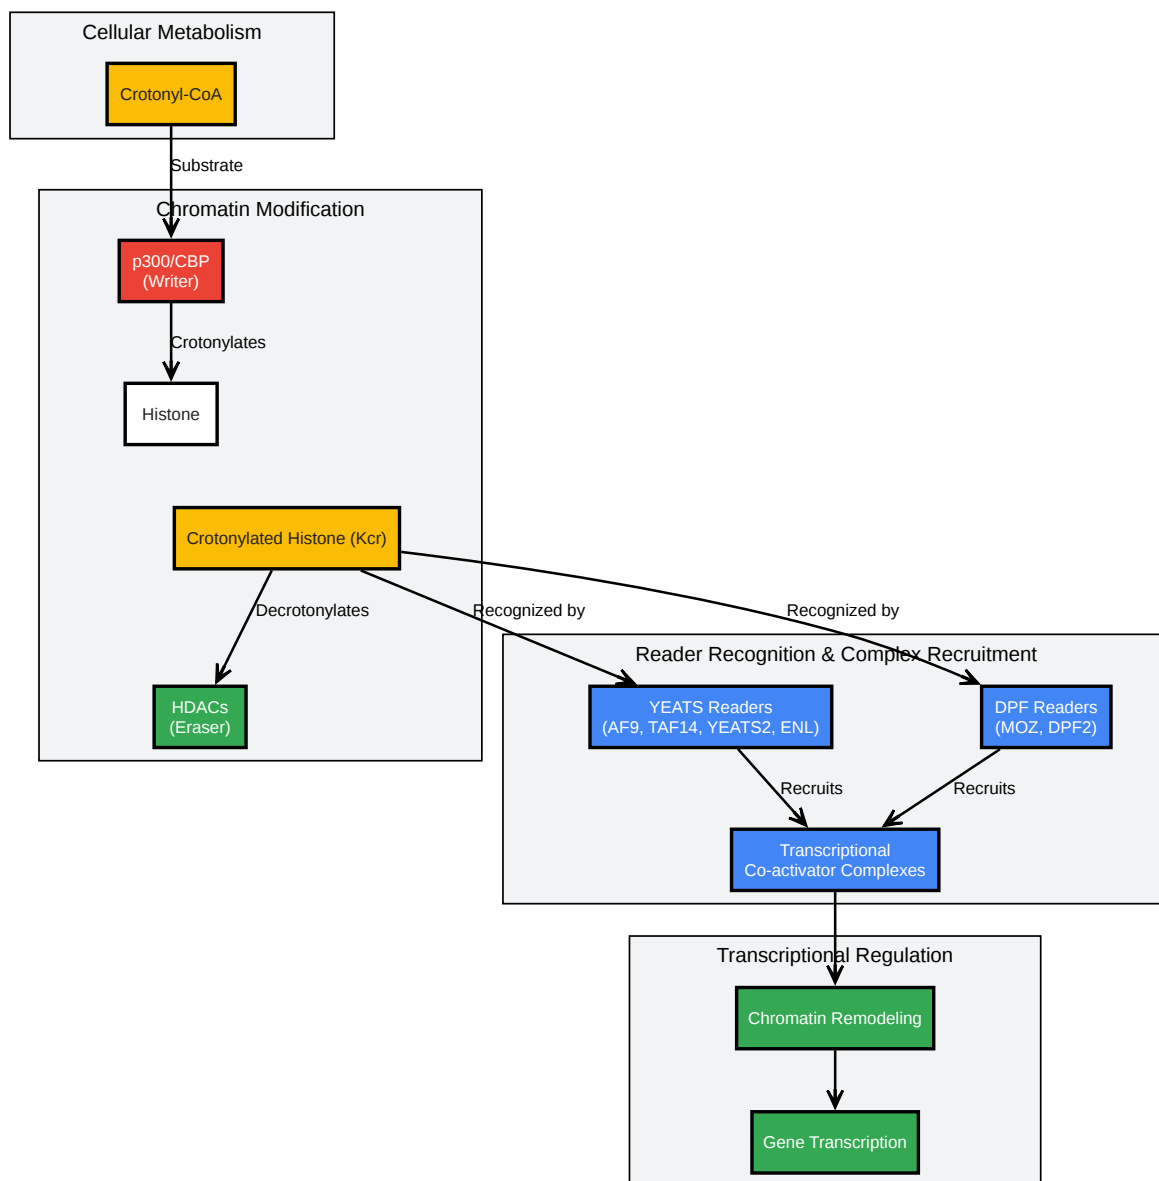 Cellular Metabolism
Crotonyl-CoA
Substrate
Chromatin Modification
p300/CBP
(Writer)
Crotonylates
Histone
Crotonylated Histone (Kcr)
Decrotonylates
Recognized by
Recognized by
HDACs
(Eraser)
Reader Recognition & Complex Recruitment
YEATS Readers
(AF9, TAF14, YEATS2, ENL)
DPF Readers
(MOZ, DPF2)
Recruits
Recruits
Transcriptional
Co-activator Complexes
Transcriptional Regulation
Chromatin Remodeling
Gene Transcription